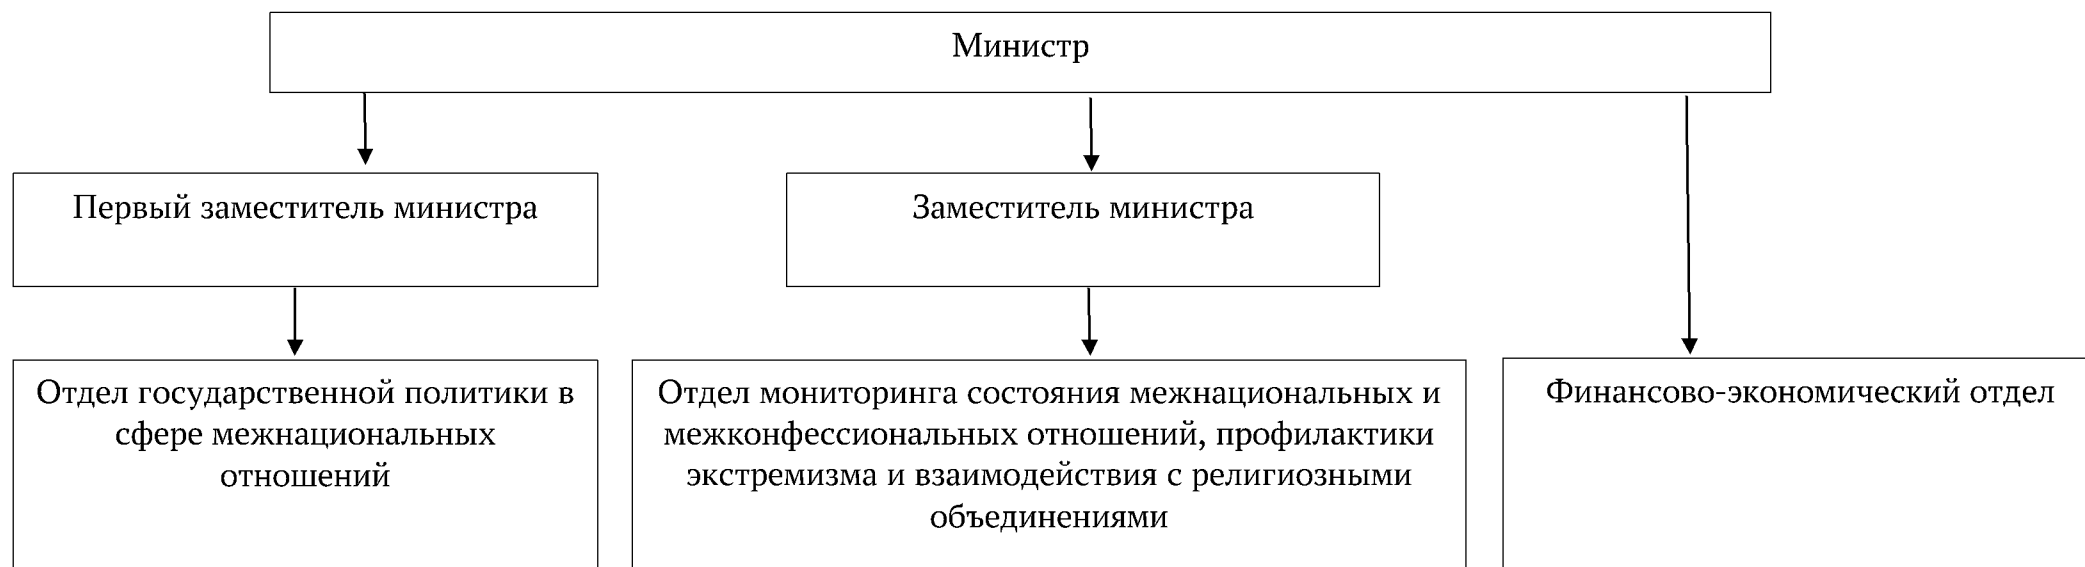 Министр
Первый заместитель министра
Заместитель министра
Отдел государственной политики в
сфере межнациональных
отношений
Отдел мониторинга состояния межнациональных и
межконфессиональных отношений, профилактики
экстремизма и взаимодействия с религиозными
объединениями
Финансово-экономический отдел